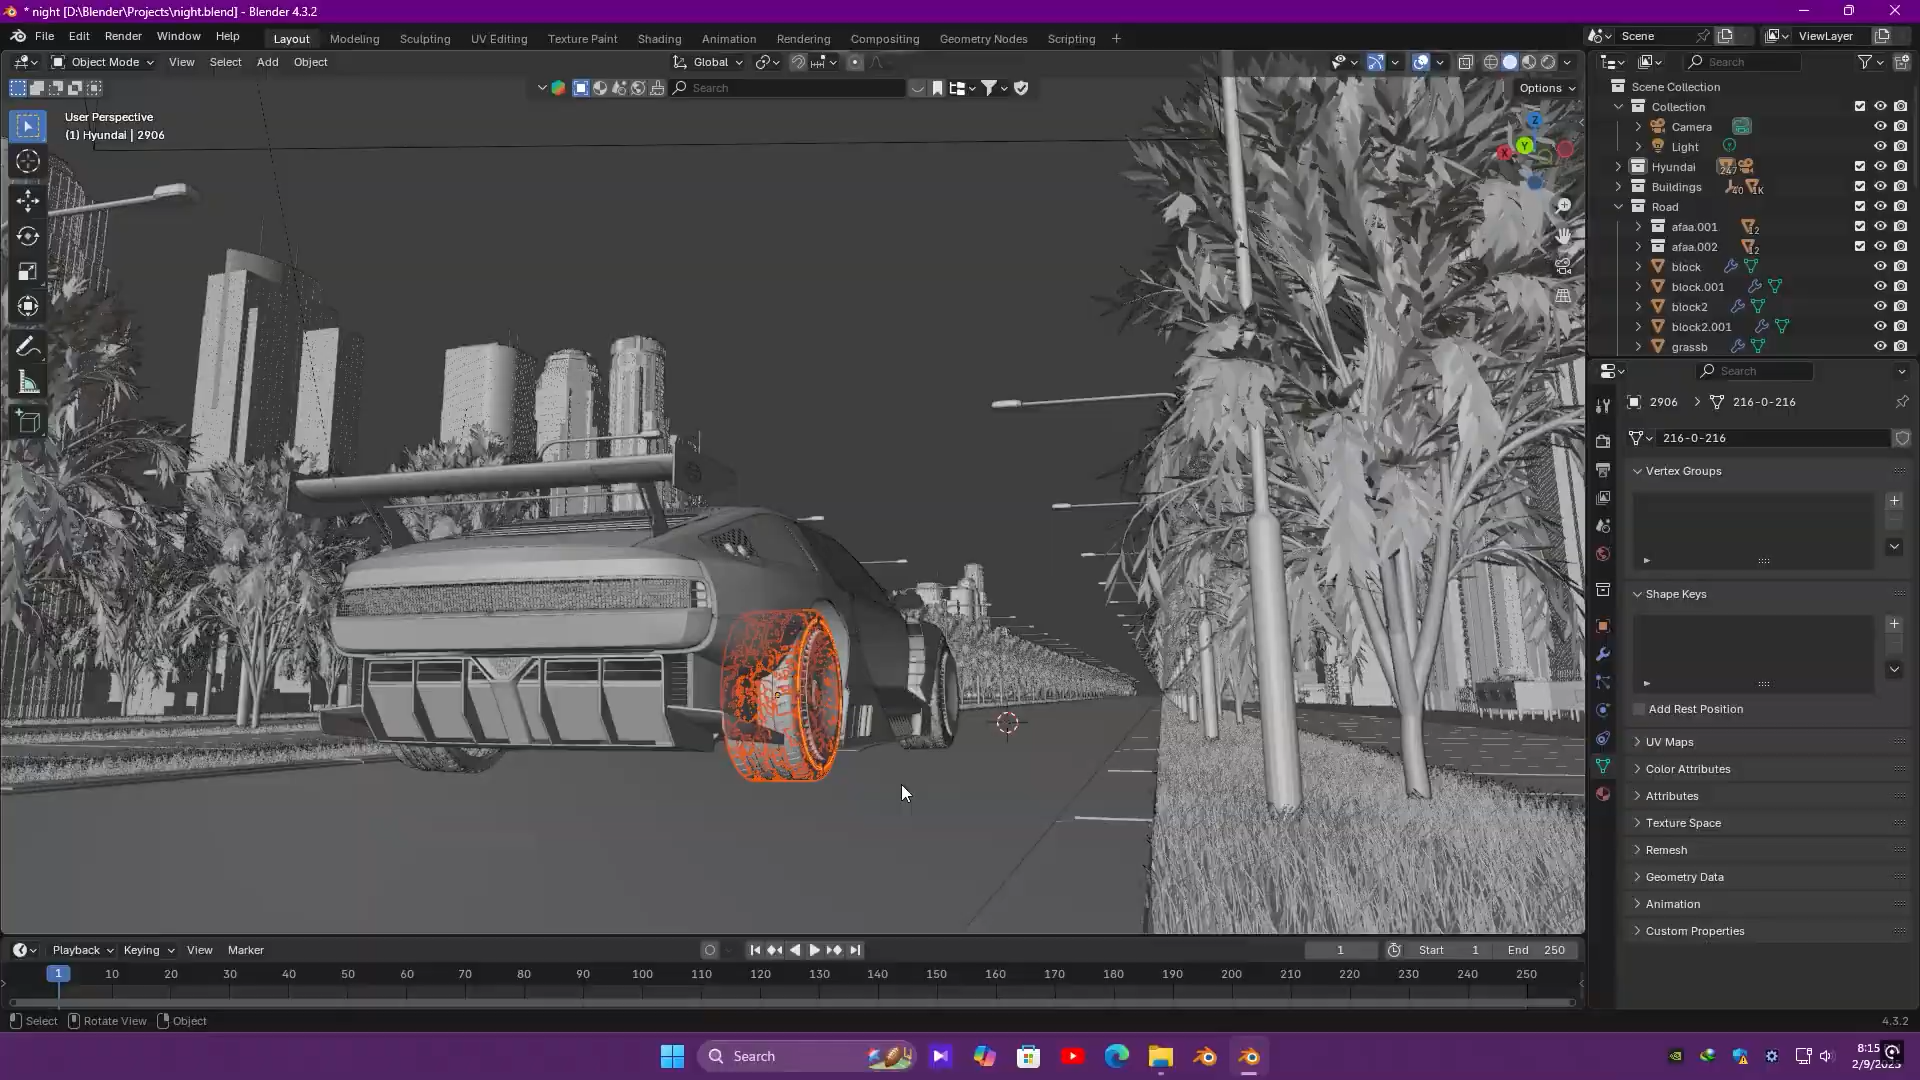 * night [D:\Blender\Projects\night.blend] - Blender 4.3.2
File Edit Render Window Help Layout Modeling Sculpting UV Editing Texture Paint Shading Animation Rendering Compositing Geometry Nodes Scripting + Scene ViewLayer
Object Mode View Select Add Object Global Search
Search Options
User Perspective
(1) Hyundai | 2906
Z
X Y
Scene Collection
Collection
Camera
Light
Hyundai 247
Buildings 40 1K
Road
afaa.001 12
afaa.002 12
block
block.001
block2
block2.001
grassb
Search
2906 > 216-0-216
216-0-216
Vertex Groups
Shape Keys
Add Rest Position
UV Maps
Color Attributes
Attributes
Texture Space
Remesh
Geometry Data
Animation
Custom Properties
Playback Keying View Marker 1 Start 1 End 250
1 10 20 30 40 50 60 70 80 90 100 110 120 130 140 150 160 170 180 190 200 210 220 230 240 250
Select Rotate View Object 4.3.2
Search
8:15
2/9/2025